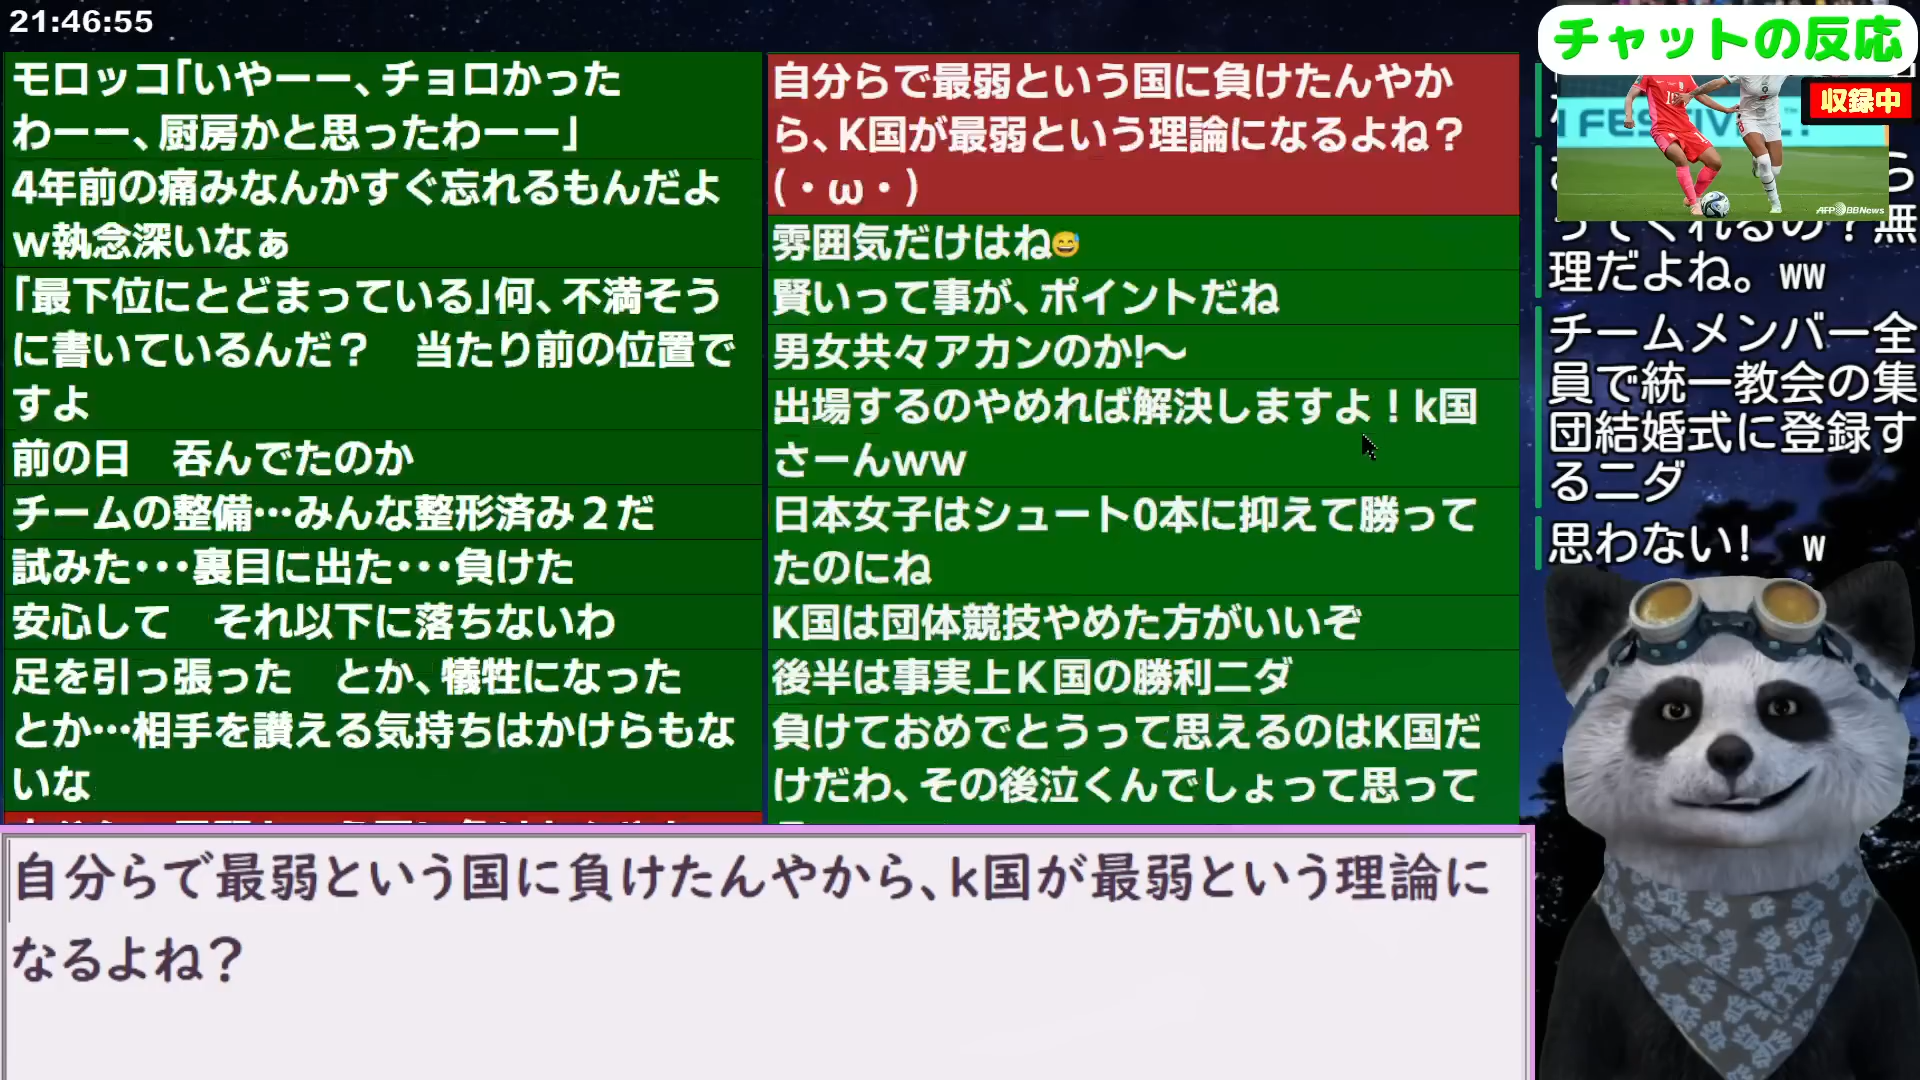 21:46:55
モロッコ「いやーー、チョロかった
わーー、厨房かと思ったわーー」
4年前の痛みなんかすぐ忘れるもんだよ
w執念深いなぁ
「最下位にとどまっている」何、不満そう
に書いているんだ？　当たり前の位置で
すよ
前の日　呑んでたのか
チームの整備…みんな整形済み２だ
試みた・・・裏目に出た・・・負けた
安心して　それ以下に落ちないわ
足を引っ張った　とか、犠牲になった
とか…相手を讃える気持ちはかけらもな
いな
自分らで最弱という国に負けたんやか
ら、K国が最弱という理論になるよね？
(・ω・)
雰囲気だけはね😅
賢いって事が、ポイントだね
男女共々アカンのか!〜
出場するのやめれば解決しますよ！k国
さーんww
日本女子はシュート0本に抑えて勝って
たのにね
K国は団体競技やめた方がいいぞ
後半は事実上Ｋ国の勝利ニダ
負けておめでとうって思えるのはK国だ
けだわ、その後泣くんでしょって思って
チャットの反応
収録中
FESTIVAL
AFP BBNews
ら
ってくれるの？無
理だよね。ww
チームメンバー全
員で統一教会の集
団結婚式に登録す
るニダ
思わない！　w
自分らで最弱という国に負けたんやから、k国が最弱という理論に
なるよね？